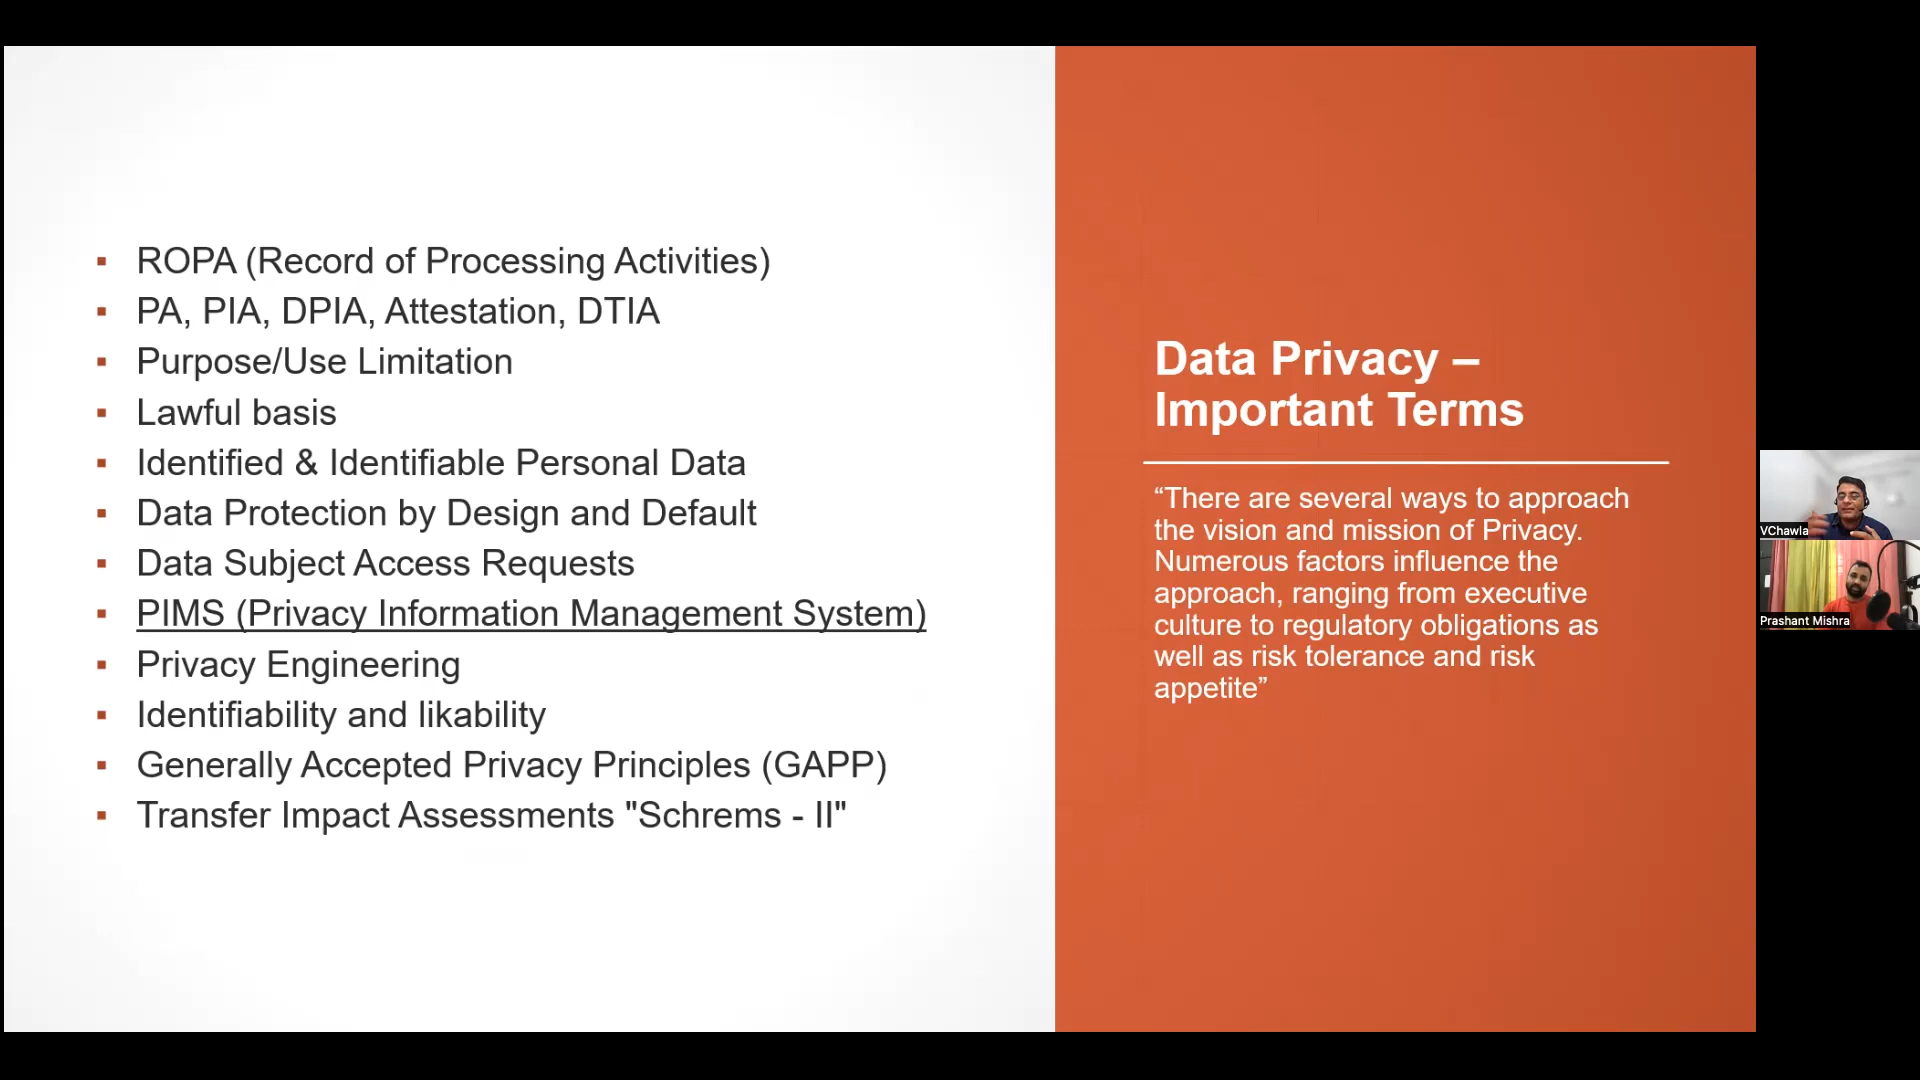 ROPA (Record of Processing Activities)
PA, PIA, DPIA, Attestation, DTIA
Purpose/Use Limitation
Lawful basis
Identified & Identifiable Personal Data
Data Protection by Design and Default
Data Subject Access Requests
PIMS (Privacy Information Management System)
Privacy Engineering
Identifiability and likability
Generally Accepted Privacy Principles (GAPP)
Transfer Impact Assessments "Schrems - II"
Data Privacy –
Important Terms
“There are several ways to approach
the vision and mission of Privacy.
Numerous factors influence the
approach, ranging from executive
culture to regulatory obligations as
well as risk tolerance and risk
appetite”
VChawla
Prashant Mishra